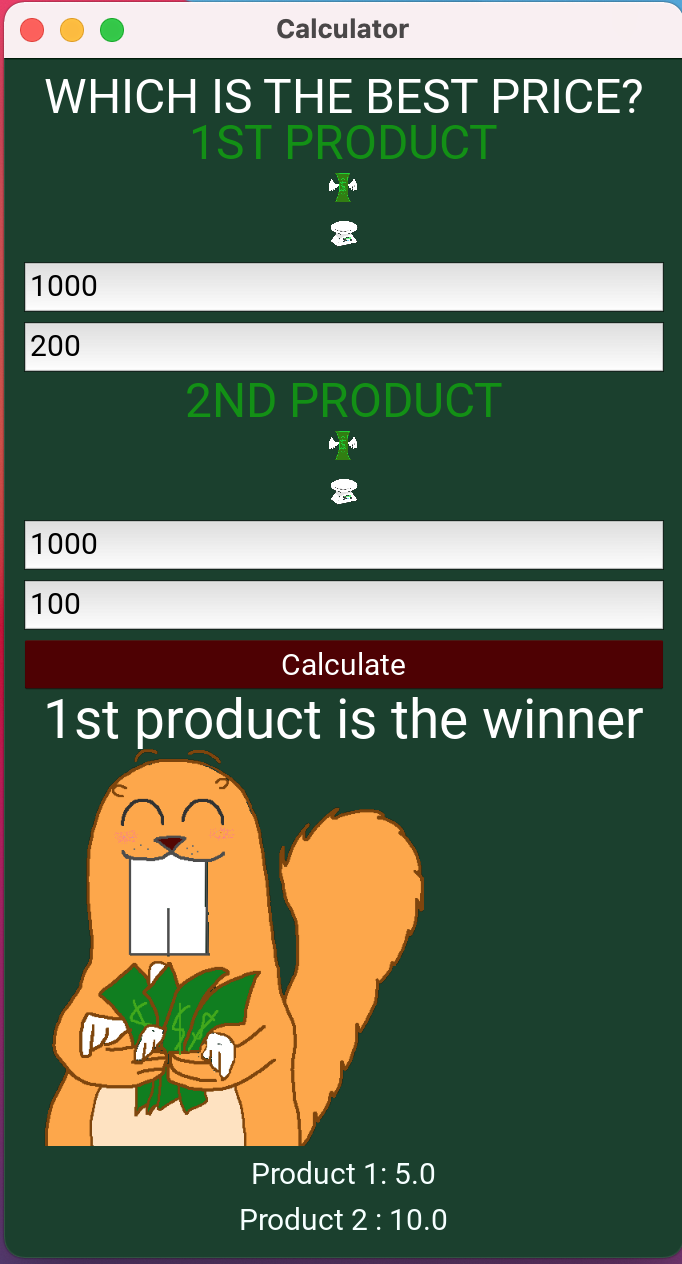 Calculator
WHICH IS THE BEST PRICE?
1ST PRODUCT
1000
200
2ND PRODUCT
1000
100
Calculate
1st product is the winner
$ $ $
Product 1: 5.0
Product 2 : 10.0